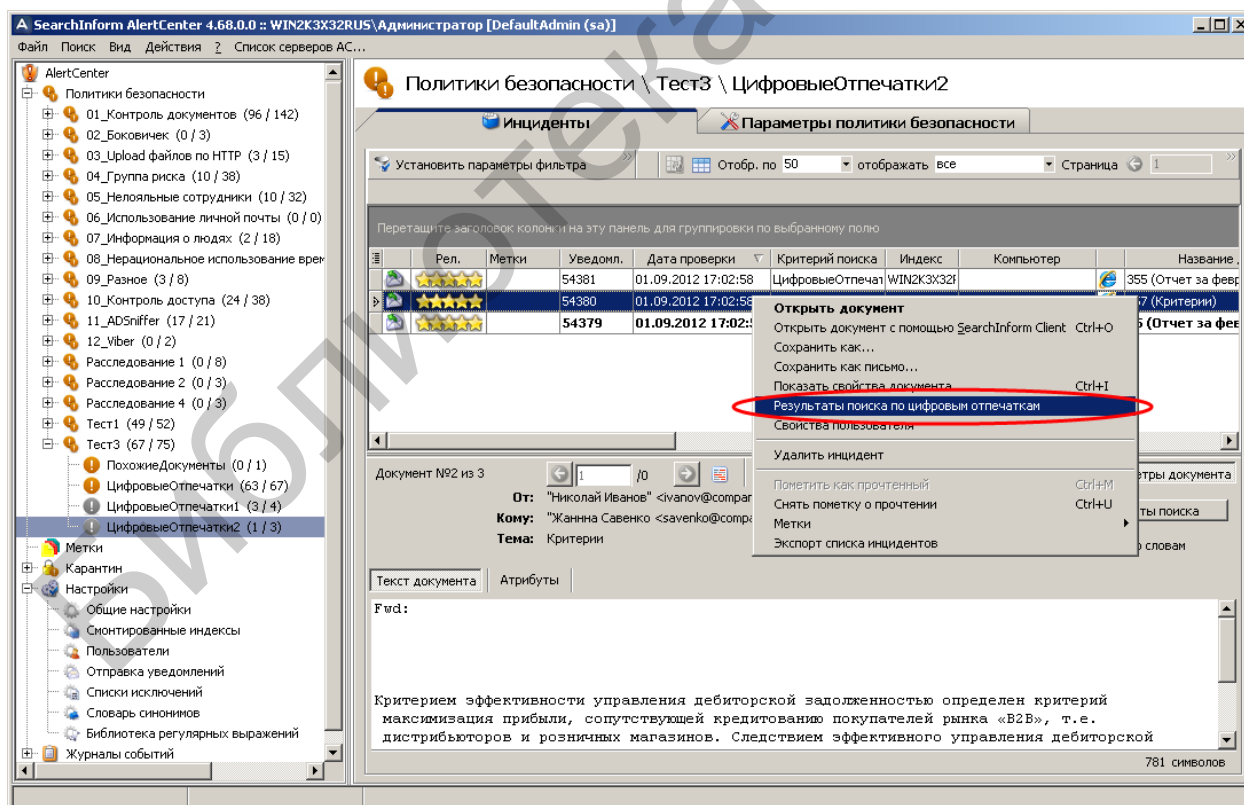 SearchInform AlertCenter 4.68.0.0 :: WIN2K3X32RUS\Администратор [DefaultAdmin (sa)]
Файл Поиск Вид Действия ? Список серверов AC...
AlertCenter
Политики безопасности
01_Контроль документов (96 / 142)
02_Боковичек (0 / 3)
03_Upload файлов по HTTP (3 / 15)
04_Группа риска (10 / 38)
05_Нелояльные сотрудники (10 / 32)
06_Использование личной почты (0 / 0)
07_Информация о людях (2 / 18)
08_Нерациональное использование врем
09_Разное (3 / 8)
10_Контроль доступа (24 / 38)
11_ADSniffer (17 / 21)
12_Viber (0 / 2)
Расследование 1 (0 / 8)
Расследование 2 (0 / 3)
Расследование 4 (0 / 3)
Тест1 (49 / 52)
Тест3 (67 / 75)
ПохожиеДокументы (0 / 1)
ЦифровыеОтпечатки (63 / 67)
ЦифровыеОтпечатки1 (3 / 4)
ЦифровыеОтпечатки2 (1 / 3)
Метки
Карантин
Настройки
Общие настройки
Смонтированные индексы
Пользователи
Отправка уведомлений
Списки исключений
Словарь синонимов
Библиотека регулярных выражений
Журналы событий
Политики безопасности \ Тест3 \ ЦифровыеОтпечатки2
Инциденты Параметры политики безопасности
Установить параметры фильтра Отобр. по 50 отображать все Страница 1
Перетащите заголовок колонки на эту панель для группировки по выбранному полю
Рел. Метки Уведомл. Дата проверки Критерий поиска Индекс Компьютер Название
54381 01.09.2012 17:02:58 ЦифровыеОтпечат WIN2K3X32F 355 (Отчет за февр
54380 01.09.2012 17:02:58 7 (Критерии)
54379 01.09.2012 17:02: (Отчет за фев
Открыть документ
Открыть документ с помощью SearchInform Client Ctrl+O
Сохранить как...
Сохранить как письмо...
Показать свойства документа Ctrl+I
Результаты поиска по цифровым отпечаткам
Свойства пользователя
Удалить инцидент
Пометить как прочтенный Ctrl+M
Снять пометку о прочтении Ctrl+U
Метки
Экспорт списка инцидентов
Документ №2 из 3 1 /0 етры документа
От: "Николай Иванов" <ivanov@compar
Кому: "Жаннна Савенко <savenko@compa ты поиска
Тема: Критерии о словам
Текст документа Атрибуты
Fwd:
Критерием эффективности управления дебиторской задолженностью определен критерий
максимизация прибыли, сопутствующей кредитованию покупателей рынка «B2B», т.е.
дистрибьюторов и розничных магазинов. Следствием эффективного управления дебиторской
781 символов
Библиотека